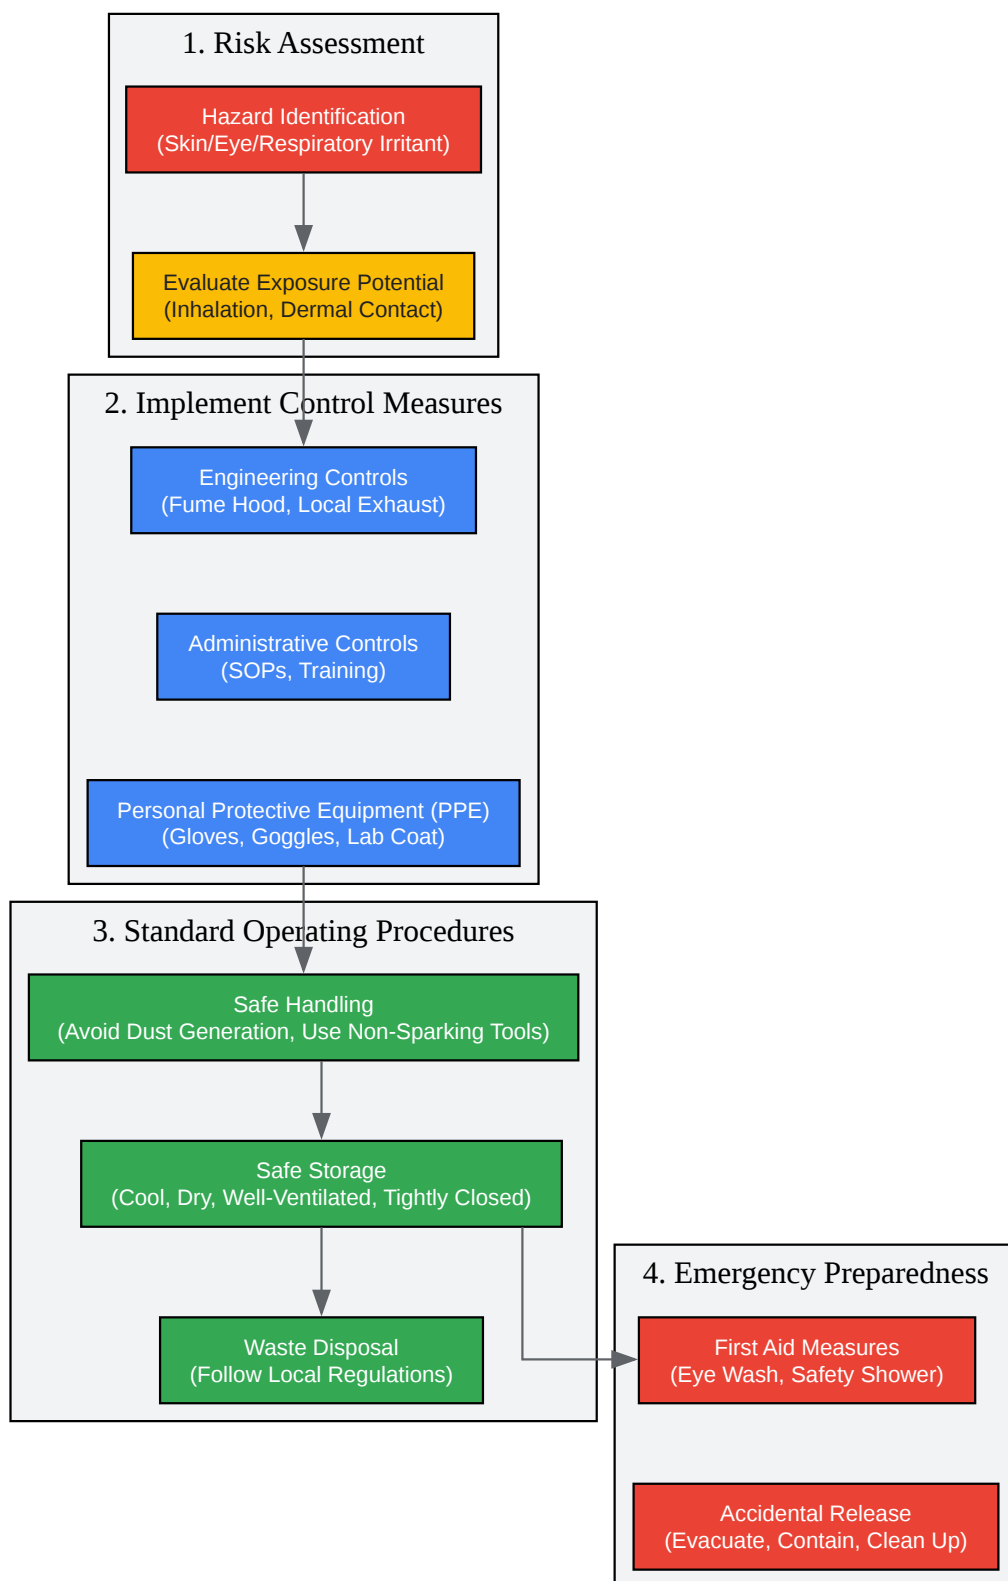 1. Risk Assessment
Hazard Identification
(Skin/Eye/Respiratory Irritant)
Evaluate Exposure Potential
(Inhalation, Dermal Contact)
2. Implement Control Measures
Engineering Controls
(Fume Hood, Local Exhaust)
Administrative Controls
(SOPs, Training)
Personal Protective Equipment (PPE)
(Gloves, Goggles, Lab Coat)
3. Standard Operating Procedures
Safe Handling
(Avoid Dust Generation, Use Non-Sparking Tools)
Safe Storage
(Cool, Dry, Well-Ventilated, Tightly Closed)
Waste Disposal
(Follow Local Regulations)
4. Emergency Preparedness
First Aid Measures
(Eye Wash, Safety Shower)
Accidental Release
(Evacuate, Contain, Clean Up)